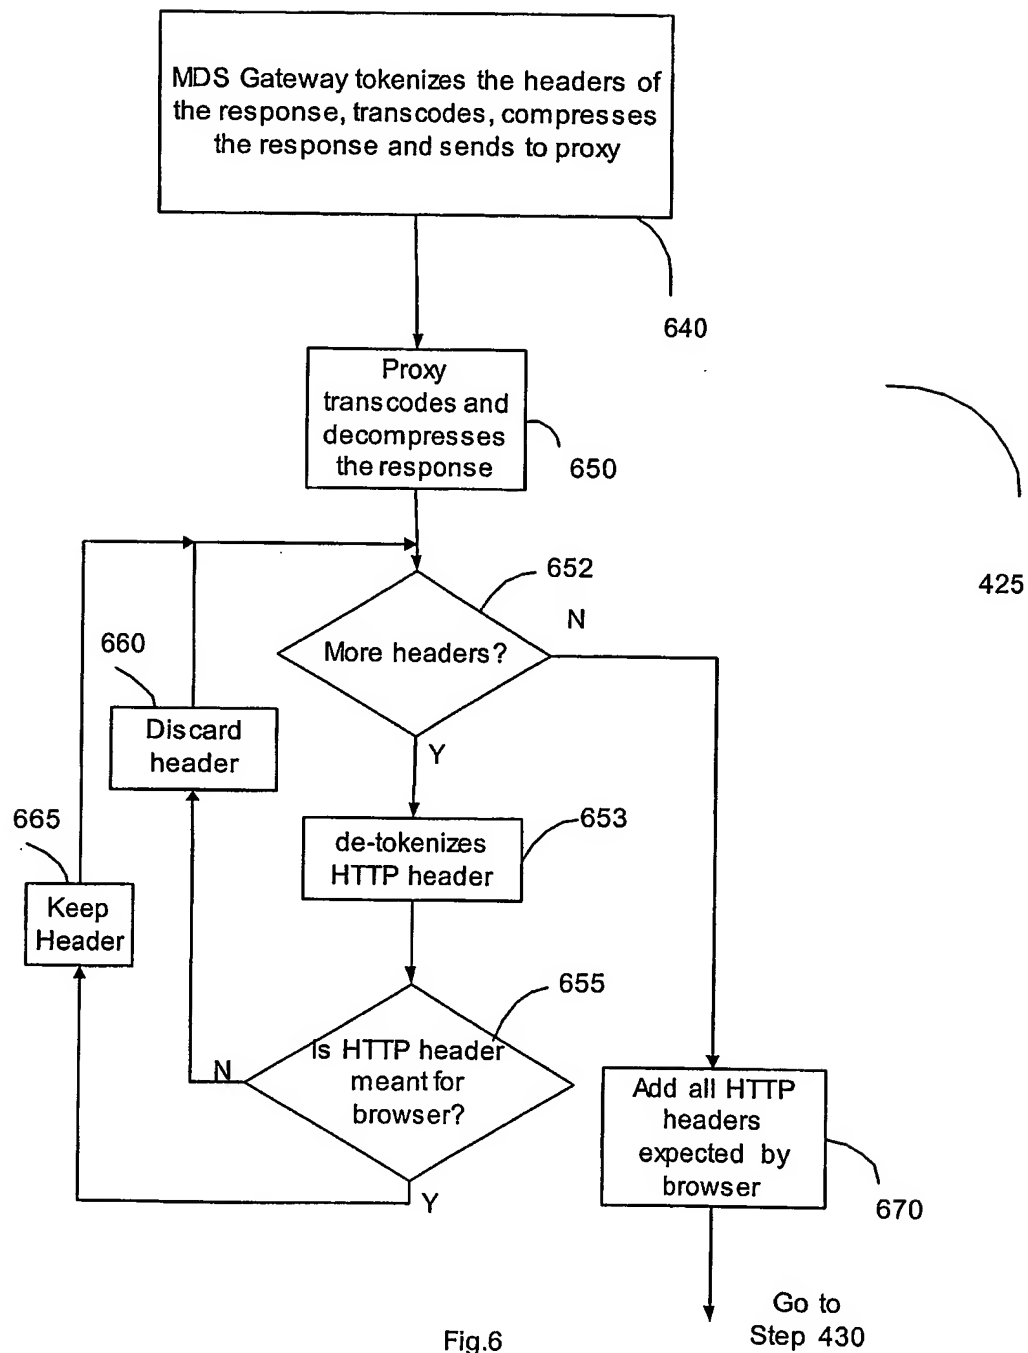 MDS Gateway tokenizes the headers of
the response, transcodes, compresses
the response and sends to proxy
640
Proxy
transcodes and
decompresses
the response
650
425
652
N
More headers?
660
Discard
header
Y
665
653
de-tokenizes
HTTP header
Keep
Header
655
Is HTTP header
meant for
browser?
N
Y
Add all HTTP
headers
expected by
browser
670
Go to
Step 430
Fig.6